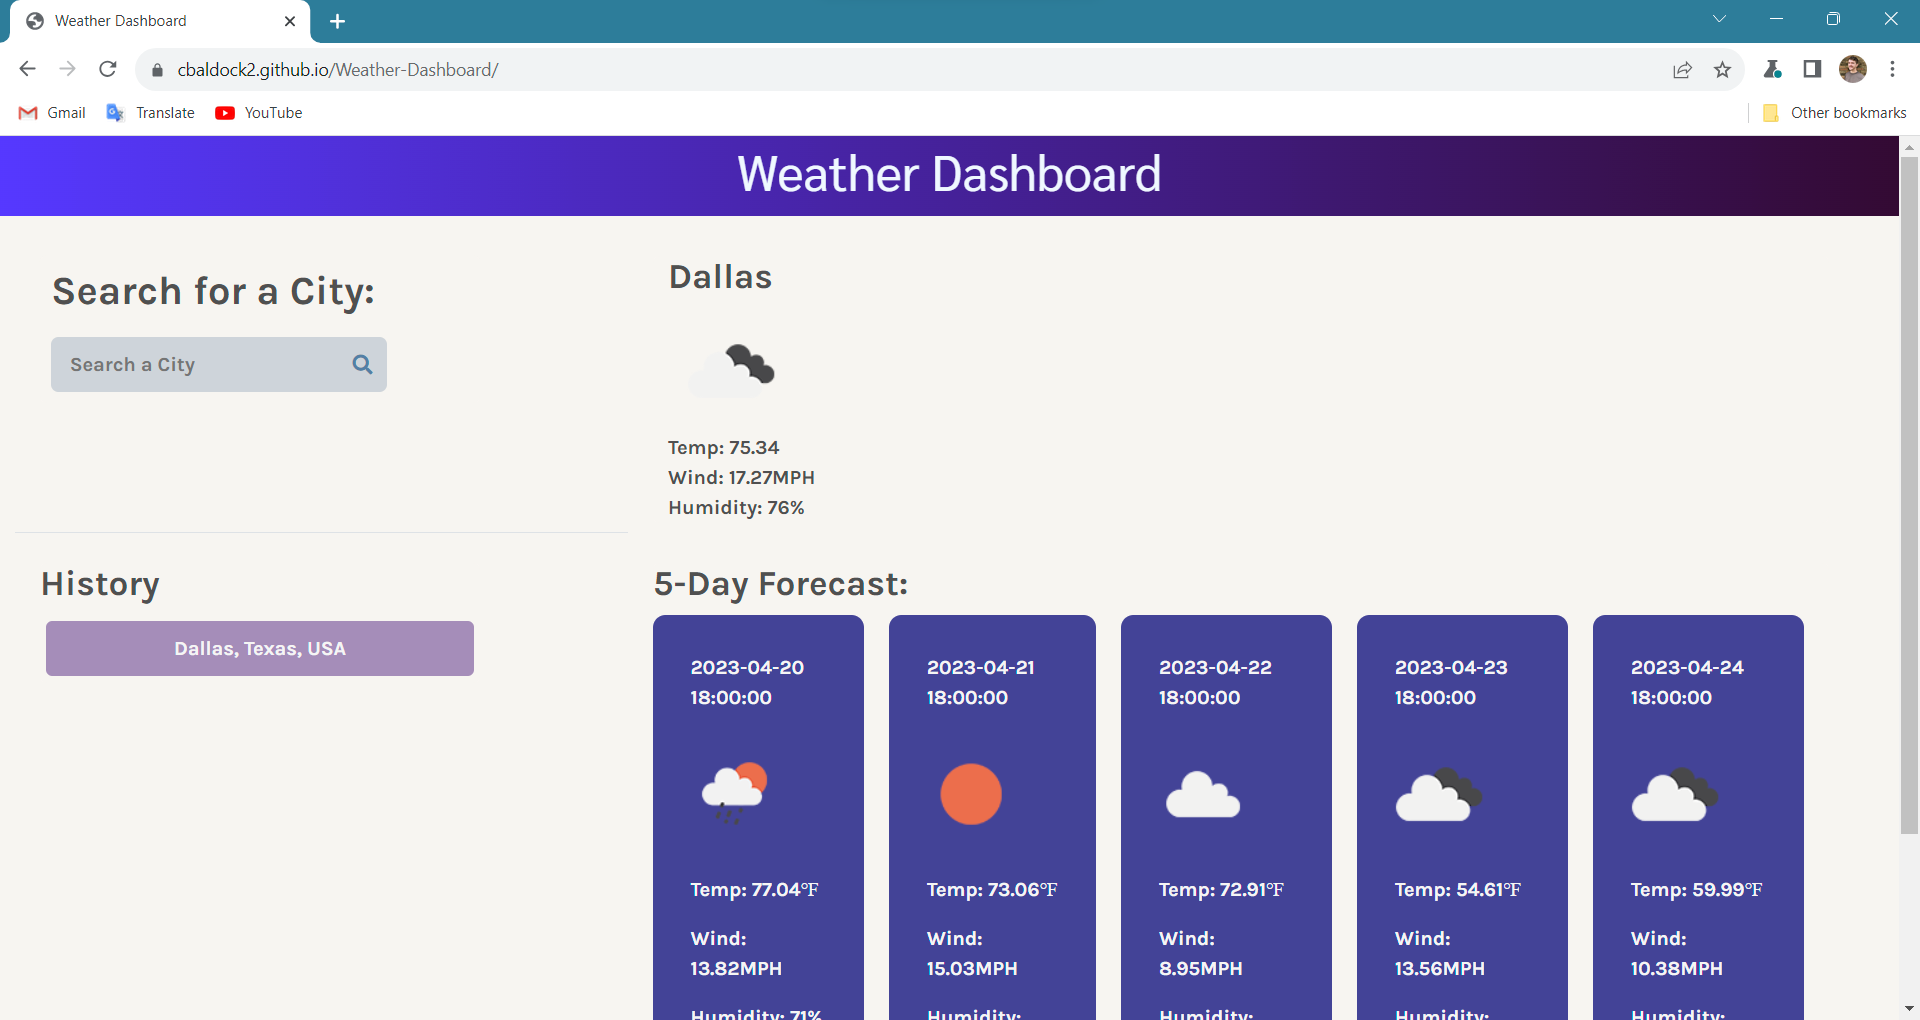 Weather Dashboard
cbaldock2.github.io/Weather-Dashboard/
Gmail
Translate
YouTube
Other bookmarks
Weather Dashboard
Search for a City:
Search a City
History
Dallas, Texas, USA
Dallas
Temp: 75.34
Wind: 17.27MPH
Humidity: 76%
5-Day Forecast:
2023-04-20
18:00:00
Temp: 77.04°F
Wind:
13.82MPH
Humidity: 71%
2023-04-21
18:00:00
Temp: 73.06°F
Wind:
15.03MPH
Humidity:
2023-04-22
18:00:00
Temp: 72.91°F
Wind:
8.95MPH
Humidity:
2023-04-23
18:00:00
Temp: 54.61°F
Wind:
13.56MPH
Humidity:
2023-04-24
18:00:00
Temp: 59.99°F
Wind:
10.38MPH
Humidity: